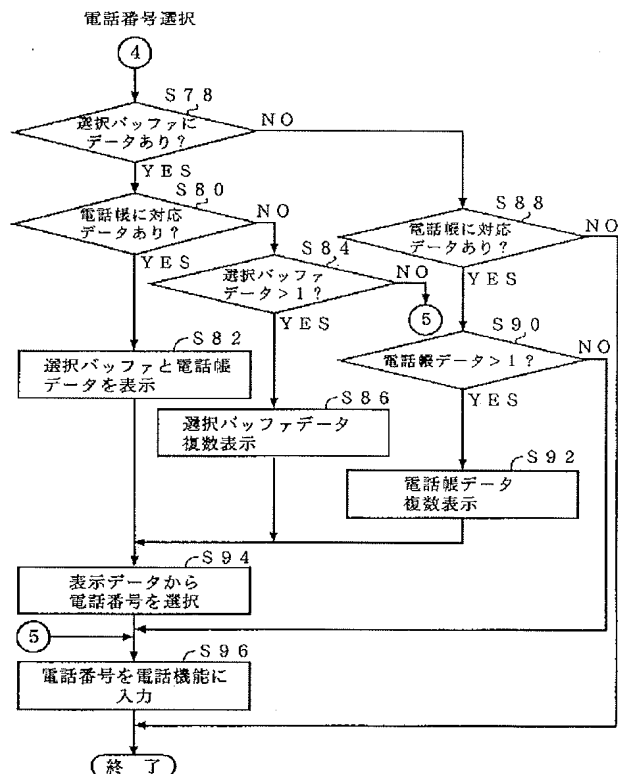 電話番号選択
4
S78
選択バッファに
データあり?
NO
YES
S80
電話帳に対応
データあり?
NO
YES
S88
電話帳に対応
データあり?
NO
YES
S84
選択バッファ
データ>1?
NO
YES
5
S82
選択バッファと電話帳
データを表示
S90
電話帳データ>1?
NO
YES
S86
選択バッファデータ
複数表示
S92
電話帳データ
複数表示
S94
表示データから
電話番号を選択
5
S96
電話番号を電話機能に
入力
終 了